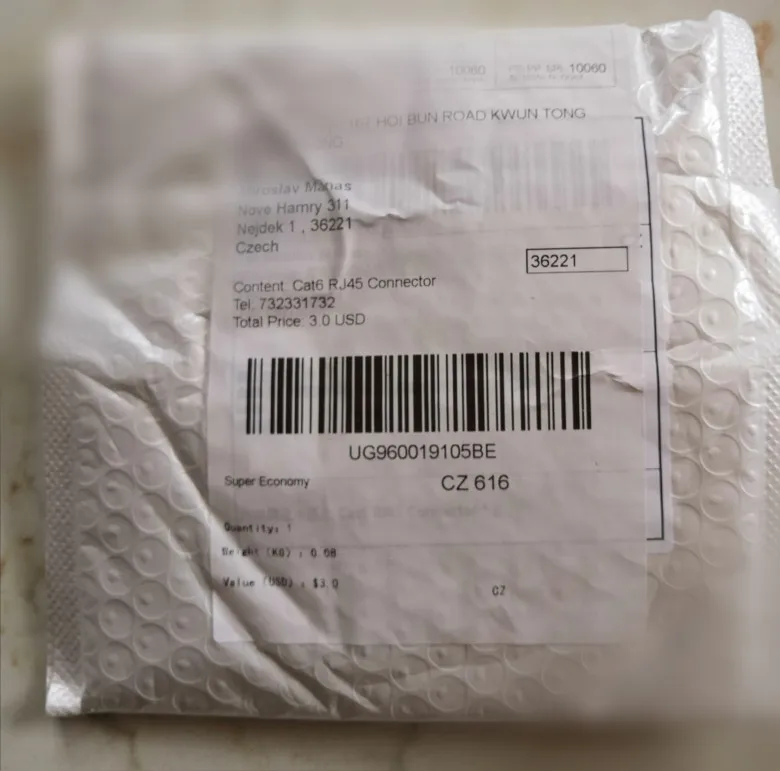 10060 10060
HOI BUN ROAD KWUN TONG
Nove Hamry 311
Nejdek 1 , 36221
Czech
36221
Content: Cat6 RJ45 Connector
Tel: 732331732
Total Price: 3.0 USD
UG960019105BE
Super Economy CZ 616
Quantity: 1
Weight (KG) : 0.08
Value (USD) : $3.0 CZ